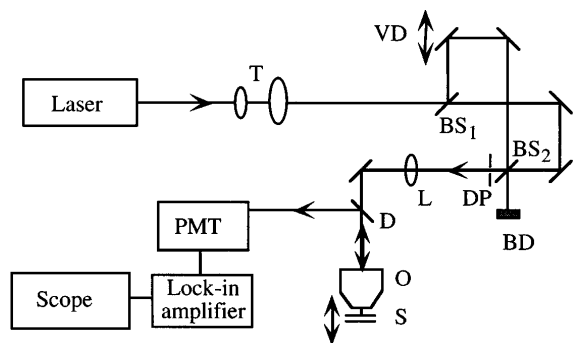 VD
T
Laser
BS1
BS2
L
DP
D
PMT
BD
O
Scope
Lock-in
amplifier
S